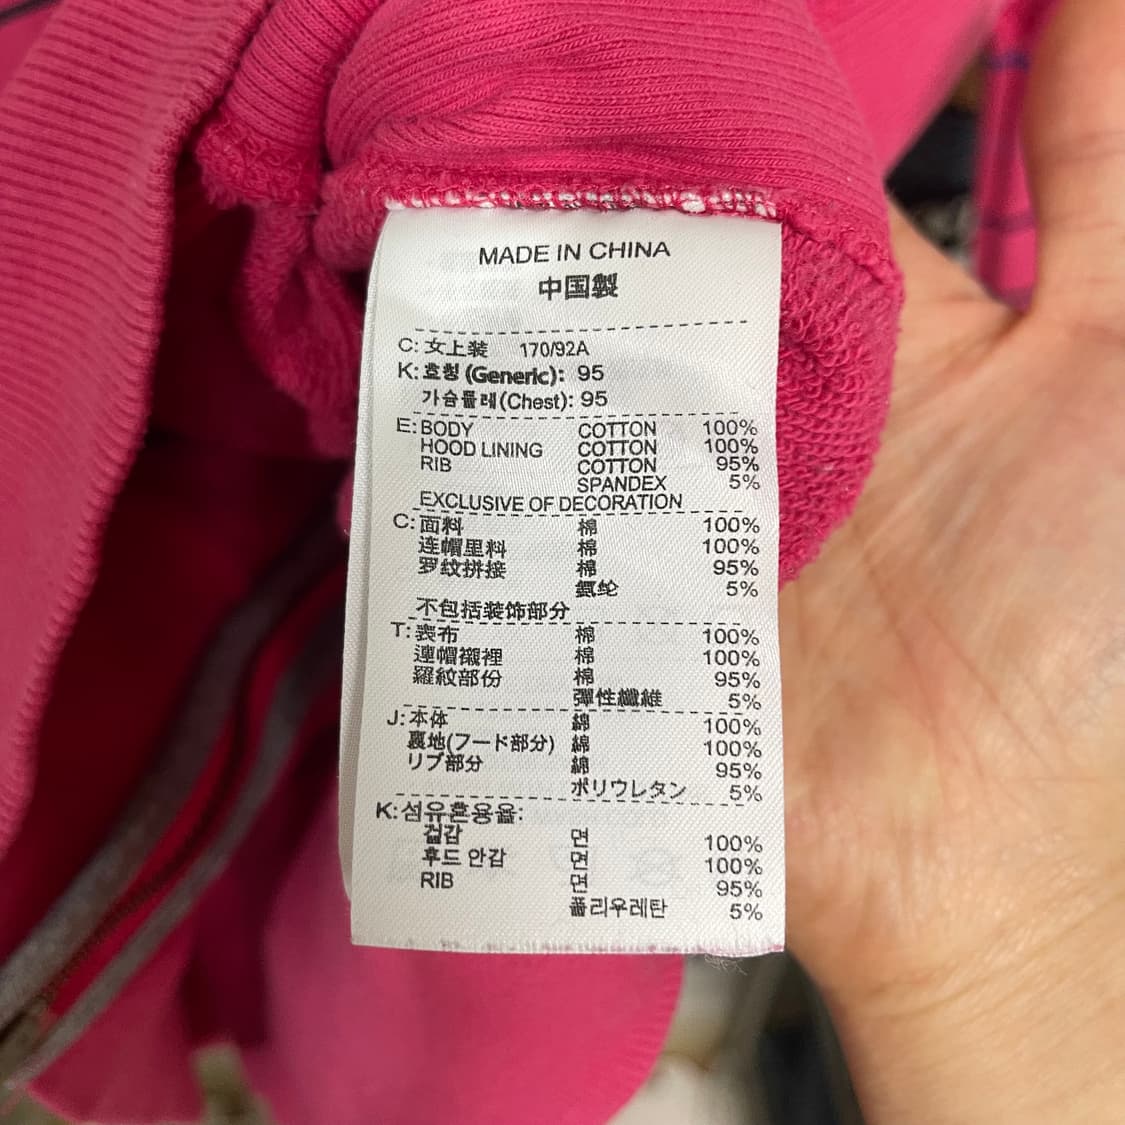 MADE IN CHINA
中国製
C: 女上装 170/92A
K: 호칭 (Generic): 95
가슴둘레(Chest): 95
E: BODY COTTON 100%
HOOD LINING COTTON 100%
RIB COTTON 95%
SPANDEX 5%
EXCLUSIVE OF DECORATION
C: 面料 棉 100%
连帽里料 棉 100%
罗纹拼接 棉 95%
氨纶 5%
不包括装饰部分
T: 表布 棉 100%
連帽襯裡 棉 100%
羅紋部份 棉 95%
彈性纖維 5%
J: 本体 綿 100%
裏地(フード部分) 綿 100%
リブ部分 綿 95%
ポリウレタン 5%
K: 섬유혼용율:
겉감 면 100%
후드 안감 면 100%
RIB 면 95%
폴리우레탄 5%